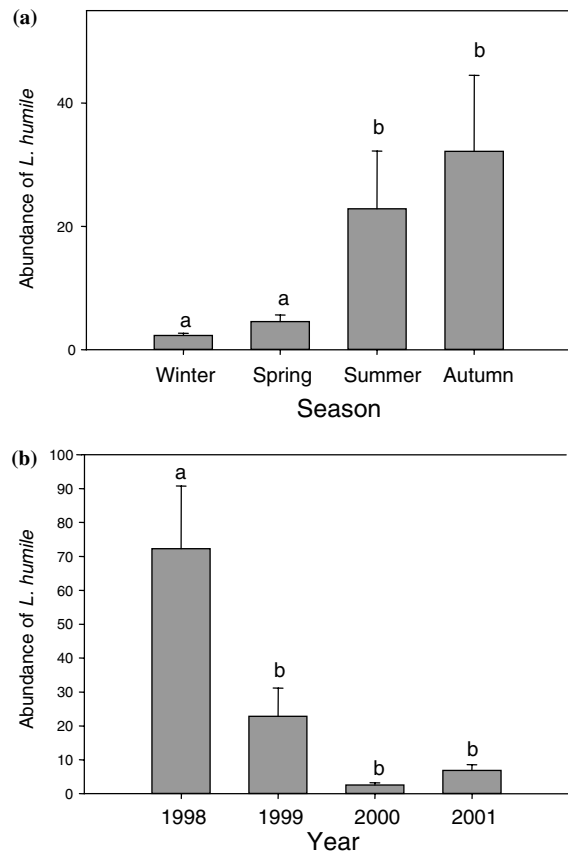 (a)
Abundance of L. humile
40
20
0
a
a
b
b
Winter Spring Summer Autumn
Season
(b)
Abundance of L. humile
100
90
80
70
60
50
40
30
20
10
0
a
b
b
b
1998 1999 2000 2001
Year